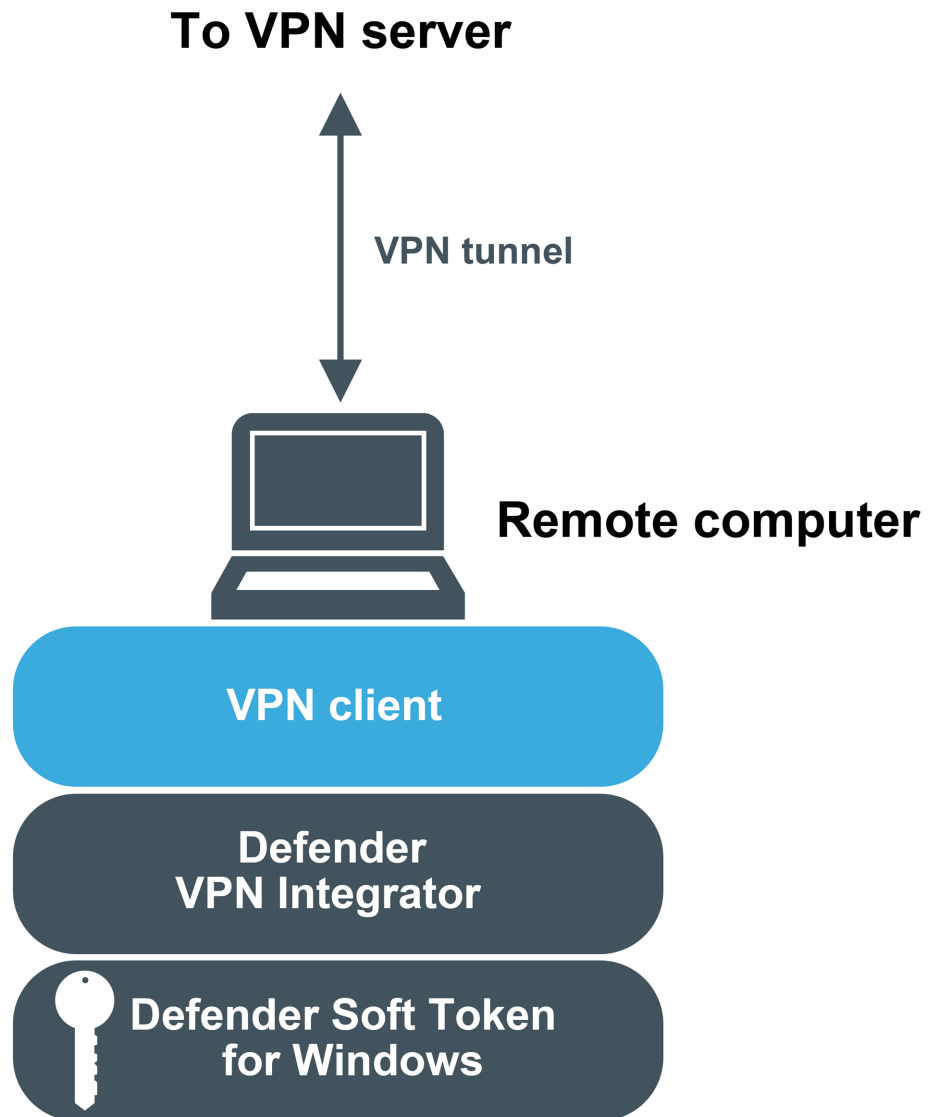 To VPN server
VPN tunnel
Remote computer
VPN client
Defender
VPN Integrator
Defender Soft Token
for Windows